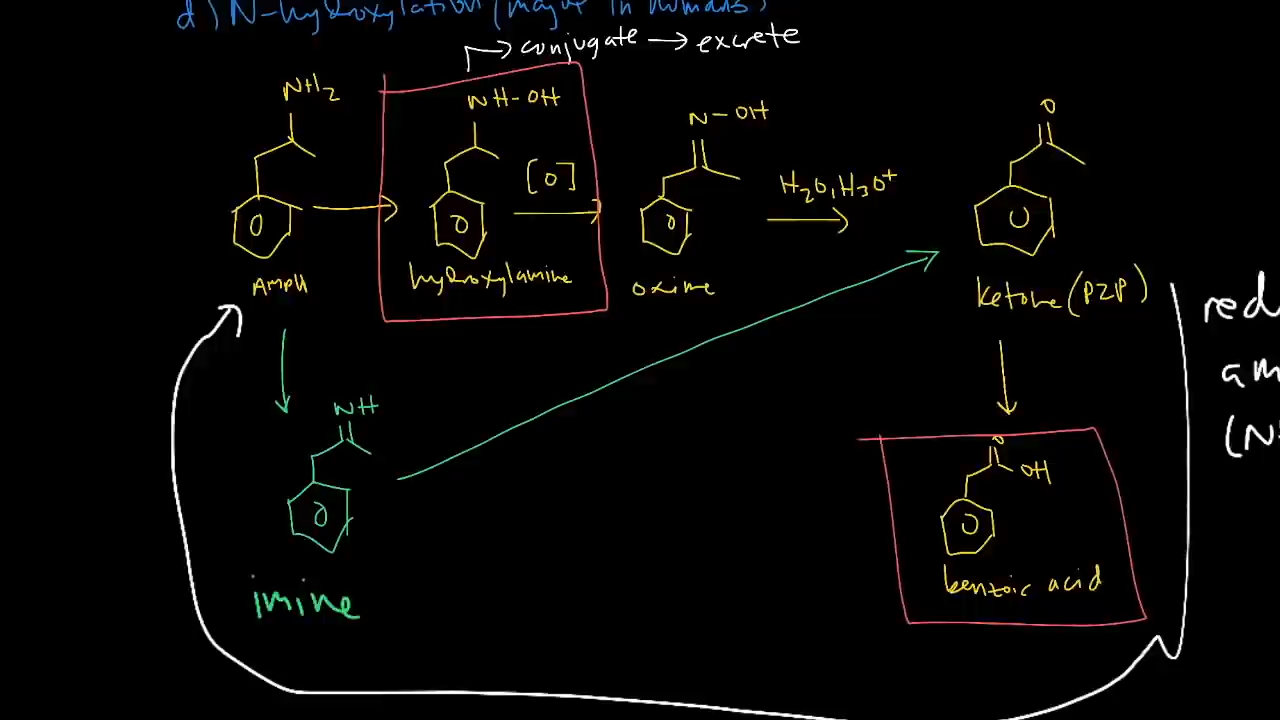 d) N-hydroxylation (major in humans)
conjugate → excrete
NH2
NH-OH
N-OH
O
[O]
H2O, H3O+
AMPH
hydroxylamine
oxime
ketone (P2P)
red
am
(N
NH
O
OH
benzoic acid
imine